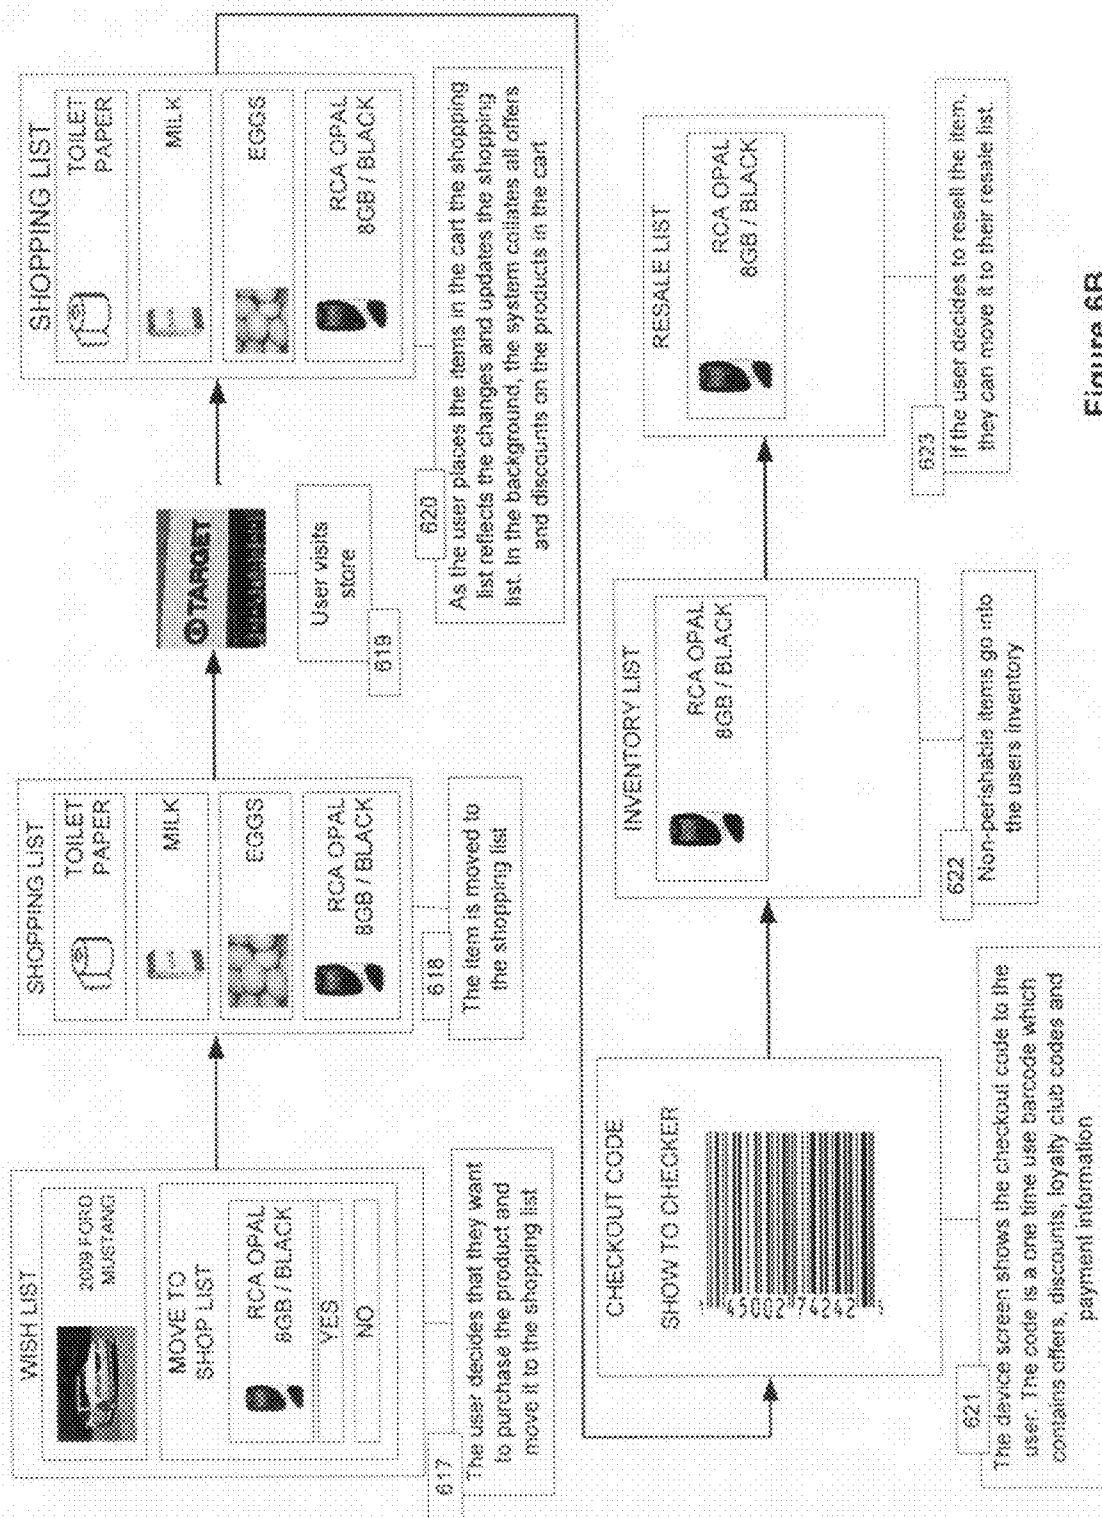 WISH LIST
2009 FORD
MUSTANG
MOVE TO
SHOP LIST
RCA OPAL
8GB / BLACK
YES
NO
617
The user decides that they want
to purchase the product and
move it to the shopping list
SHOPPING LIST
TOILET
PAPER
MILK
EGGS
RCA OPAL
8GB / BLACK
618
The item is moved to
the shopping list
TARGET
User visits
store
619
SHOPPING LIST
TOILET
PAPER
MILK
EGGS
RCA OPAL
8GB / BLACK
620
As the user places the items in the cart the shopping
list reflects the changes and updates the shopping
list. In the background, the system collates all offers
and discounts on the products in the cart
CHECKOUT CODE
SHOW TO CHECKER
45002 74242
621
The device screen shows the checkout code to the
user. The code is a one time use barcode which
contains offers, discounts, loyalty club codes and
payment information
INVENTORY LIST
RCA OPAL
8GB / BLACK
622
Non-perishable items go into
the users inventory
RESALE LIST
RCA OPAL
8GB / BLACK
623
If the user decides to resell the item,
they can move it to their resale list.
Figure 6B